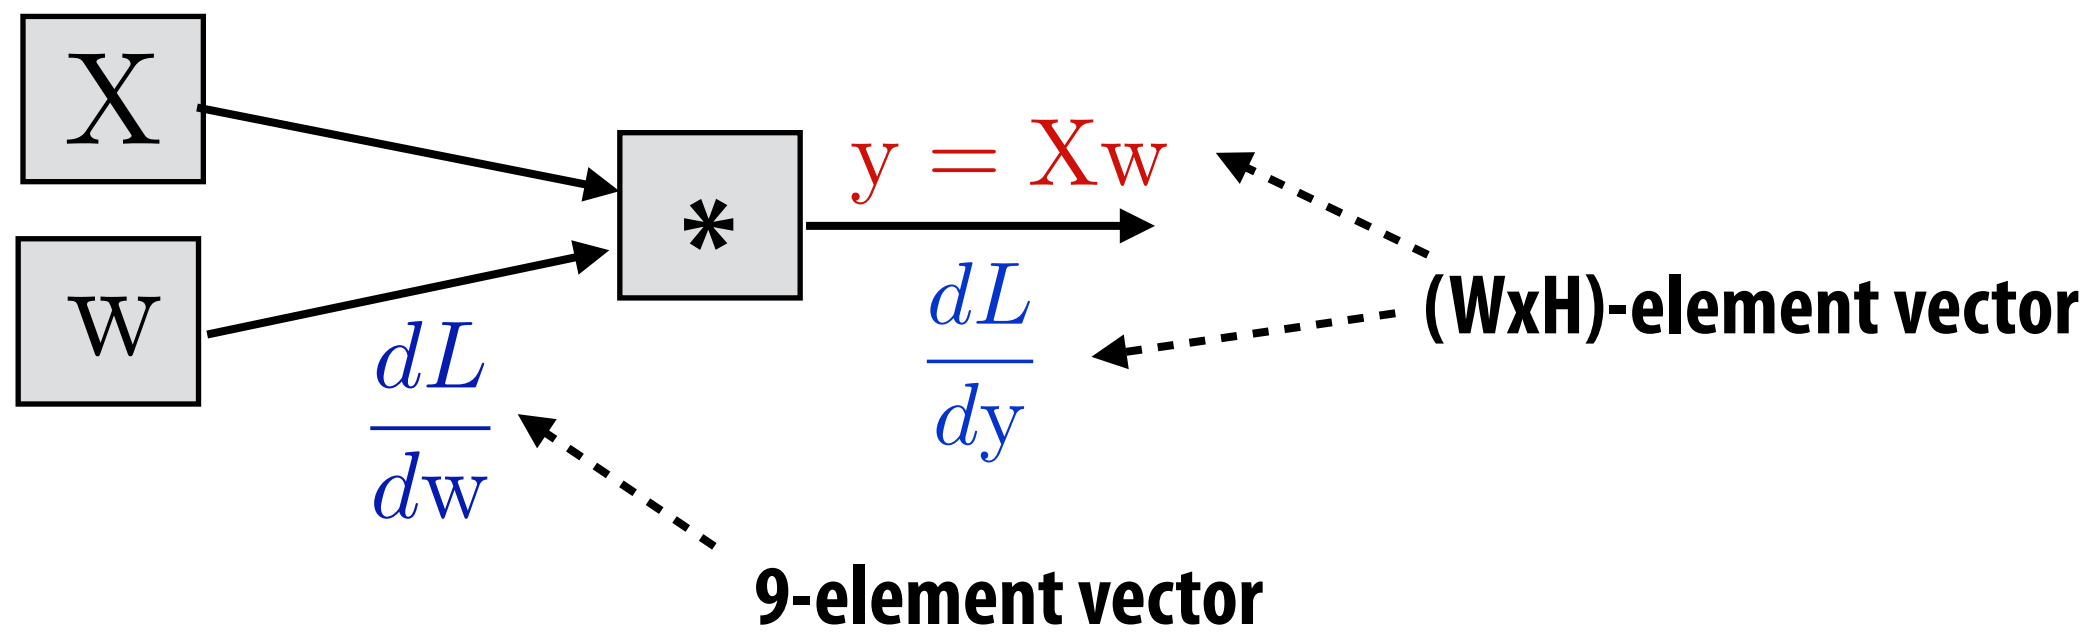 X
w
*
y = Xw
dL
dy
(WxH)-element vector
dL
dw
9-element vector